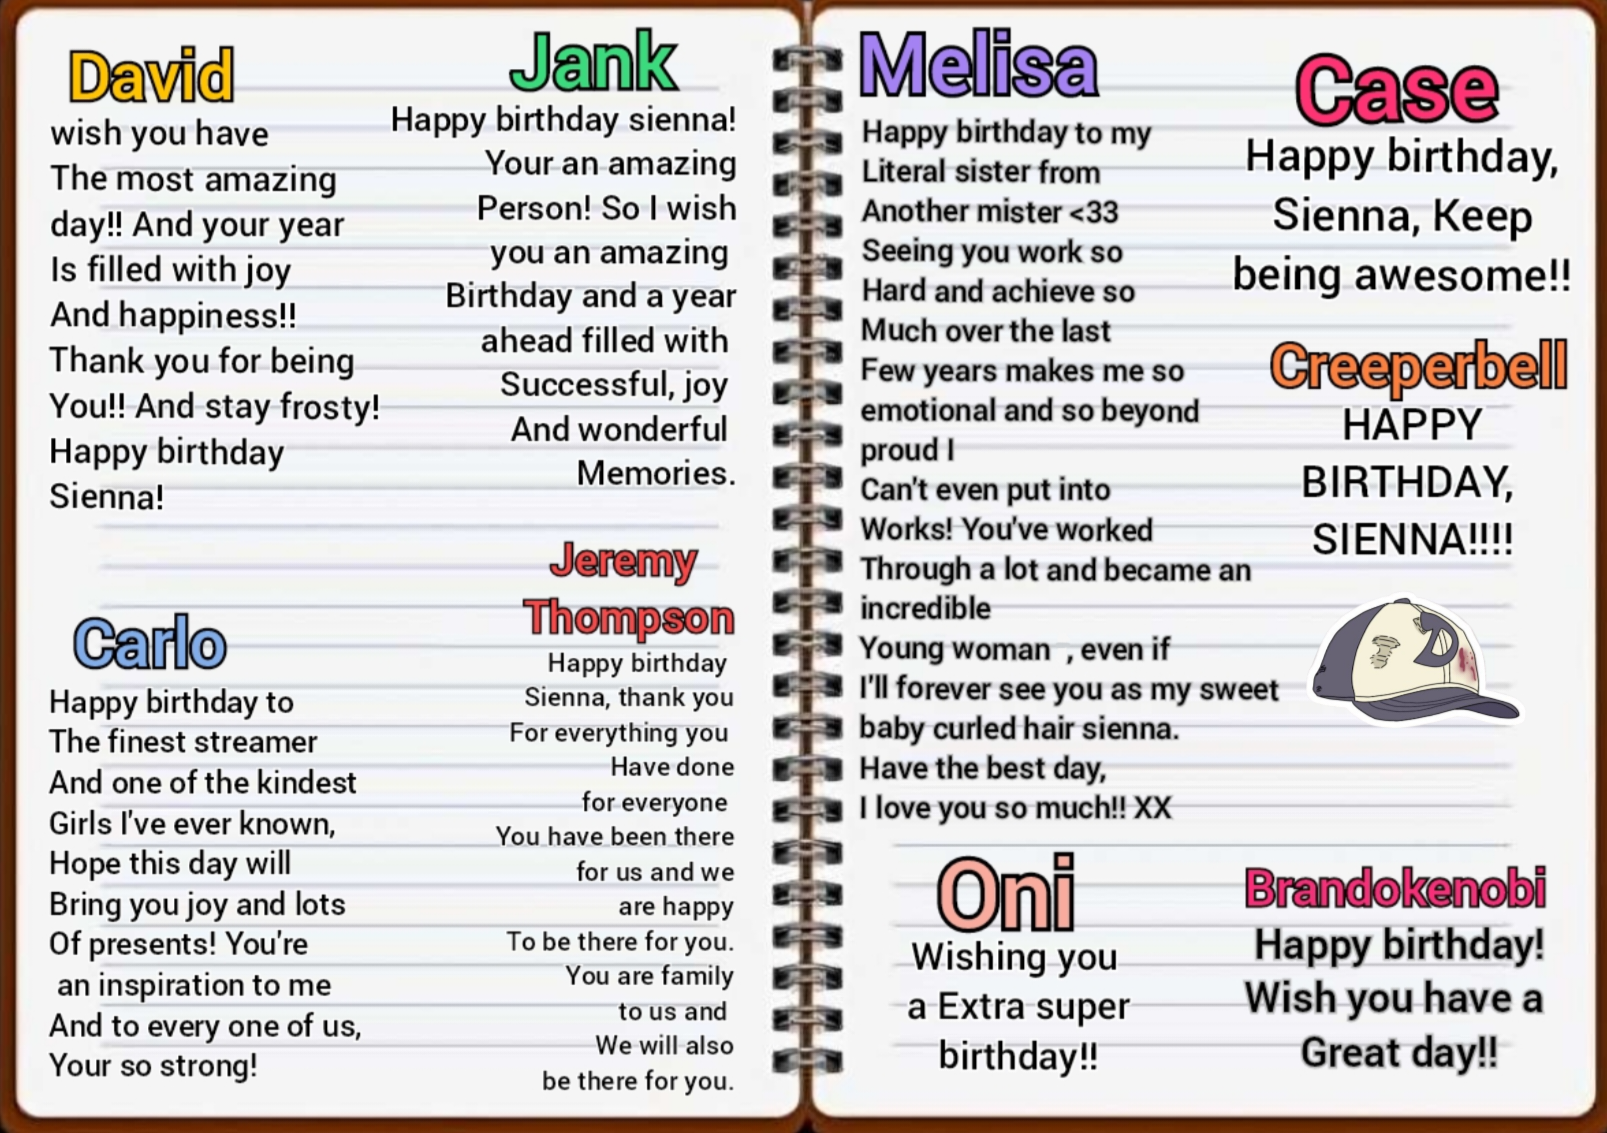 David
wish you have
The most amazing
day!! And your year
Is filled with joy
And happiness!!
Thank you for being
You!! And stay frosty!
Happy birthday
Sienna!
Jank
Happy birthday sienna!
Your an amazing
Person! So I wish
you an amazing
Birthday and a year
ahead filled with
Successful, joy
And wonderful
Memories.
Carlo
Happy birthday to
The finest streamer
And one of the kindest
Girls I've ever known,
Hope this day will
Bring you joy and lots
Of presents! You're
an inspiration to me
And to every one of us,
Your so strong!
Jeremy
Thompson
Happy birthday
Sienna, thank you
For everything you
Have done
for everyone
You have been there
for us and we
are happy
To be there for you.
You are family
to us and
We will also
be there for you.
Melisa
Happy birthday to my
Literal sister from
Another mister <33
Seeing you work so
Hard and achieve so
Much over the last
Few years makes me so
emotional and so beyond
proud I
Can't even put into
Works! You've worked
Through a lot and became an
incredible
Young woman , even if
I'll forever see you as my sweet
baby curled hair sienna.
Have the best day,
I love you so much!! XX
Case
Happy birthday,
Sienna, Keep
being awesome!!
Creeperbell
HAPPY
BIRTHDAY,
SIENNA!!!!
D
Oni
Wishing you
a Extra super
birthday!!
Brandokenobi
Happy birthday!
Wish you have a
Great day!!